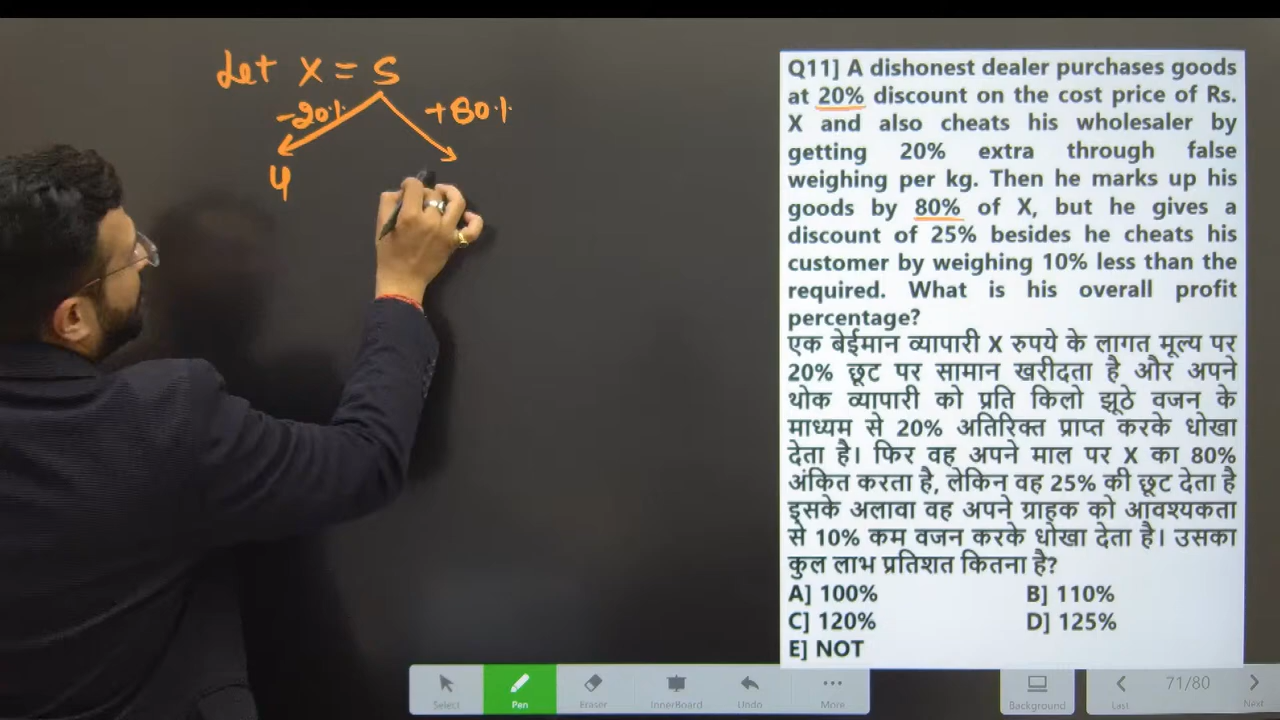 Let X = 5
-20% +80%
4
Q11] A dishonest dealer purchases goods
at 20% discount on the cost price of Rs.
X and also cheats his wholesaler by
getting 20% extra through false
weighing per kg. Then he marks up his
goods by 80% of X, but he gives a
discount of 25% besides he cheats his
customer by weighing 10% less than the
required. What is his overall profit
percentage?
एक बेईमान व्यापारी X रुपये के लागत मूल्य पर
20% छूट पर सामान खरीदता है और अपने
थोक व्यापारी को प्रति किलो झूठे वजन के
माध्यम से 20% अतिरिक्त प्राप्त करके धोखा
देता है। फिर वह अपने माल पर X का 80%
अंकित करता है, लेकिन वह 25% की छूट देता है
इसके अलावा वह अपने ग्राहक को आवश्यकता
से 10% कम वजन करके धोखा देता है। उसका
कुल लाभ प्रतिशत कितना है?
A] 100% B] 110%
C] 120% D] 125%
E] NOT
Select Pen Eraser InnerBoard Undo More Background Last 71/80 Next